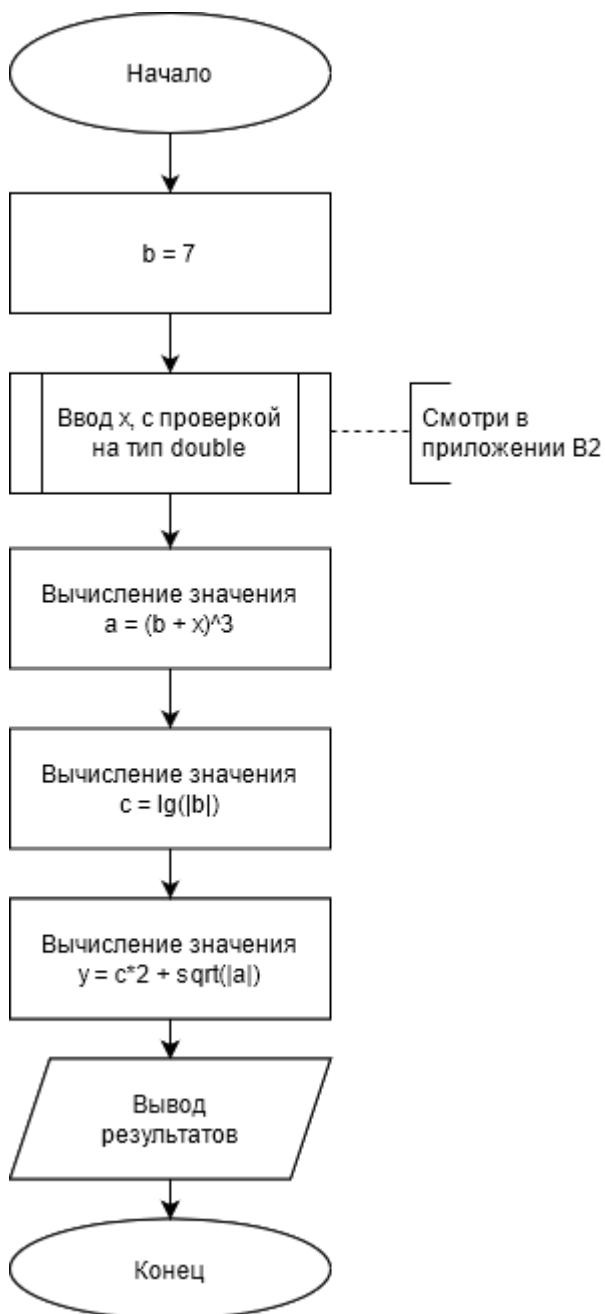 Начало
b = 7
Ввод x, с проверкой
на тип double
Смотри в
приложении B2
Вычисление значения
a = (b + x)^3
Вычисление значения
c = lg(|b|)
Вычисление значения
y = c*2 + sqrt(|a|)
Вывод
результатов
Конец